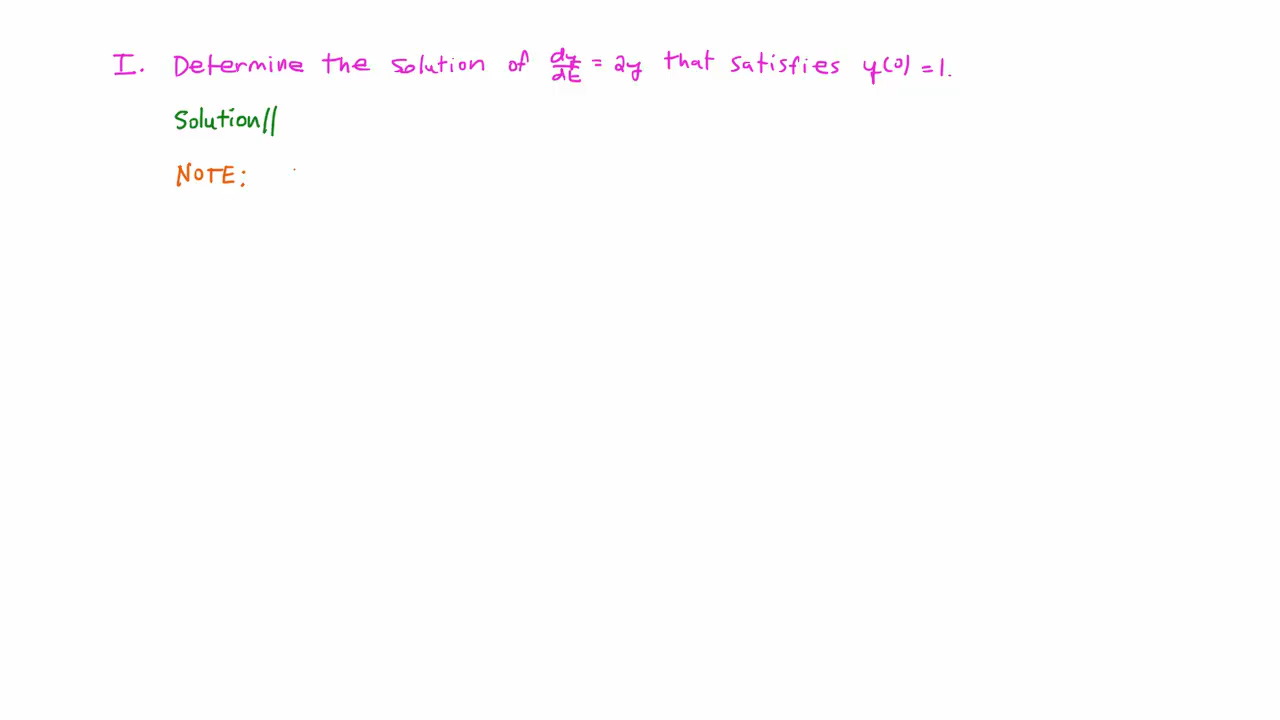 I. Determine the solution of dy/dt = 2y that satisfies y(0) = 1.
Solution//
NOTE: